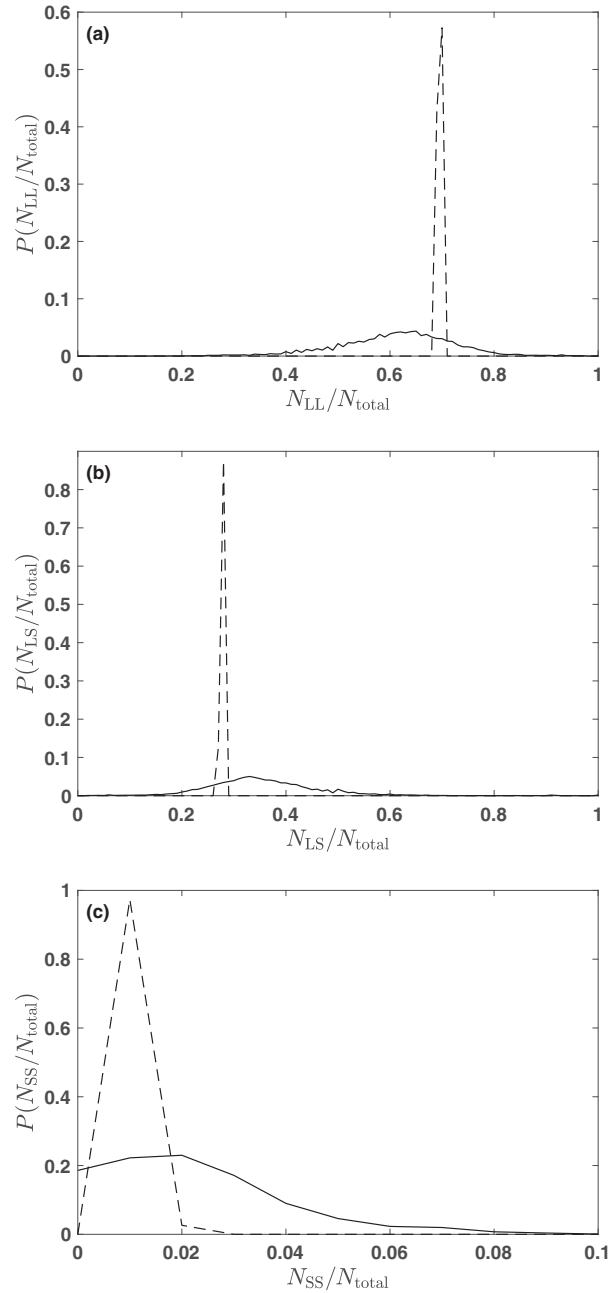 (a)
0.6
0.5
0.4
0.3
0.2
0.1
0
P(N_LL/N_total)
0 0.2 0.4 0.6 0.8 1
N_LL/N_total
(b)
0.8
0.7
0.6
0.5
0.4
0.3
0.2
0.1
0
P(N_LS/N_total)
0 0.2 0.4 0.6 0.8 1
N_LS/N_total
(c)
1
0.8
0.6
0.4
0.2
0
P(N_SS/N_total)
0 0.02 0.04 0.06 0.08 0.1
N_SS/N_total